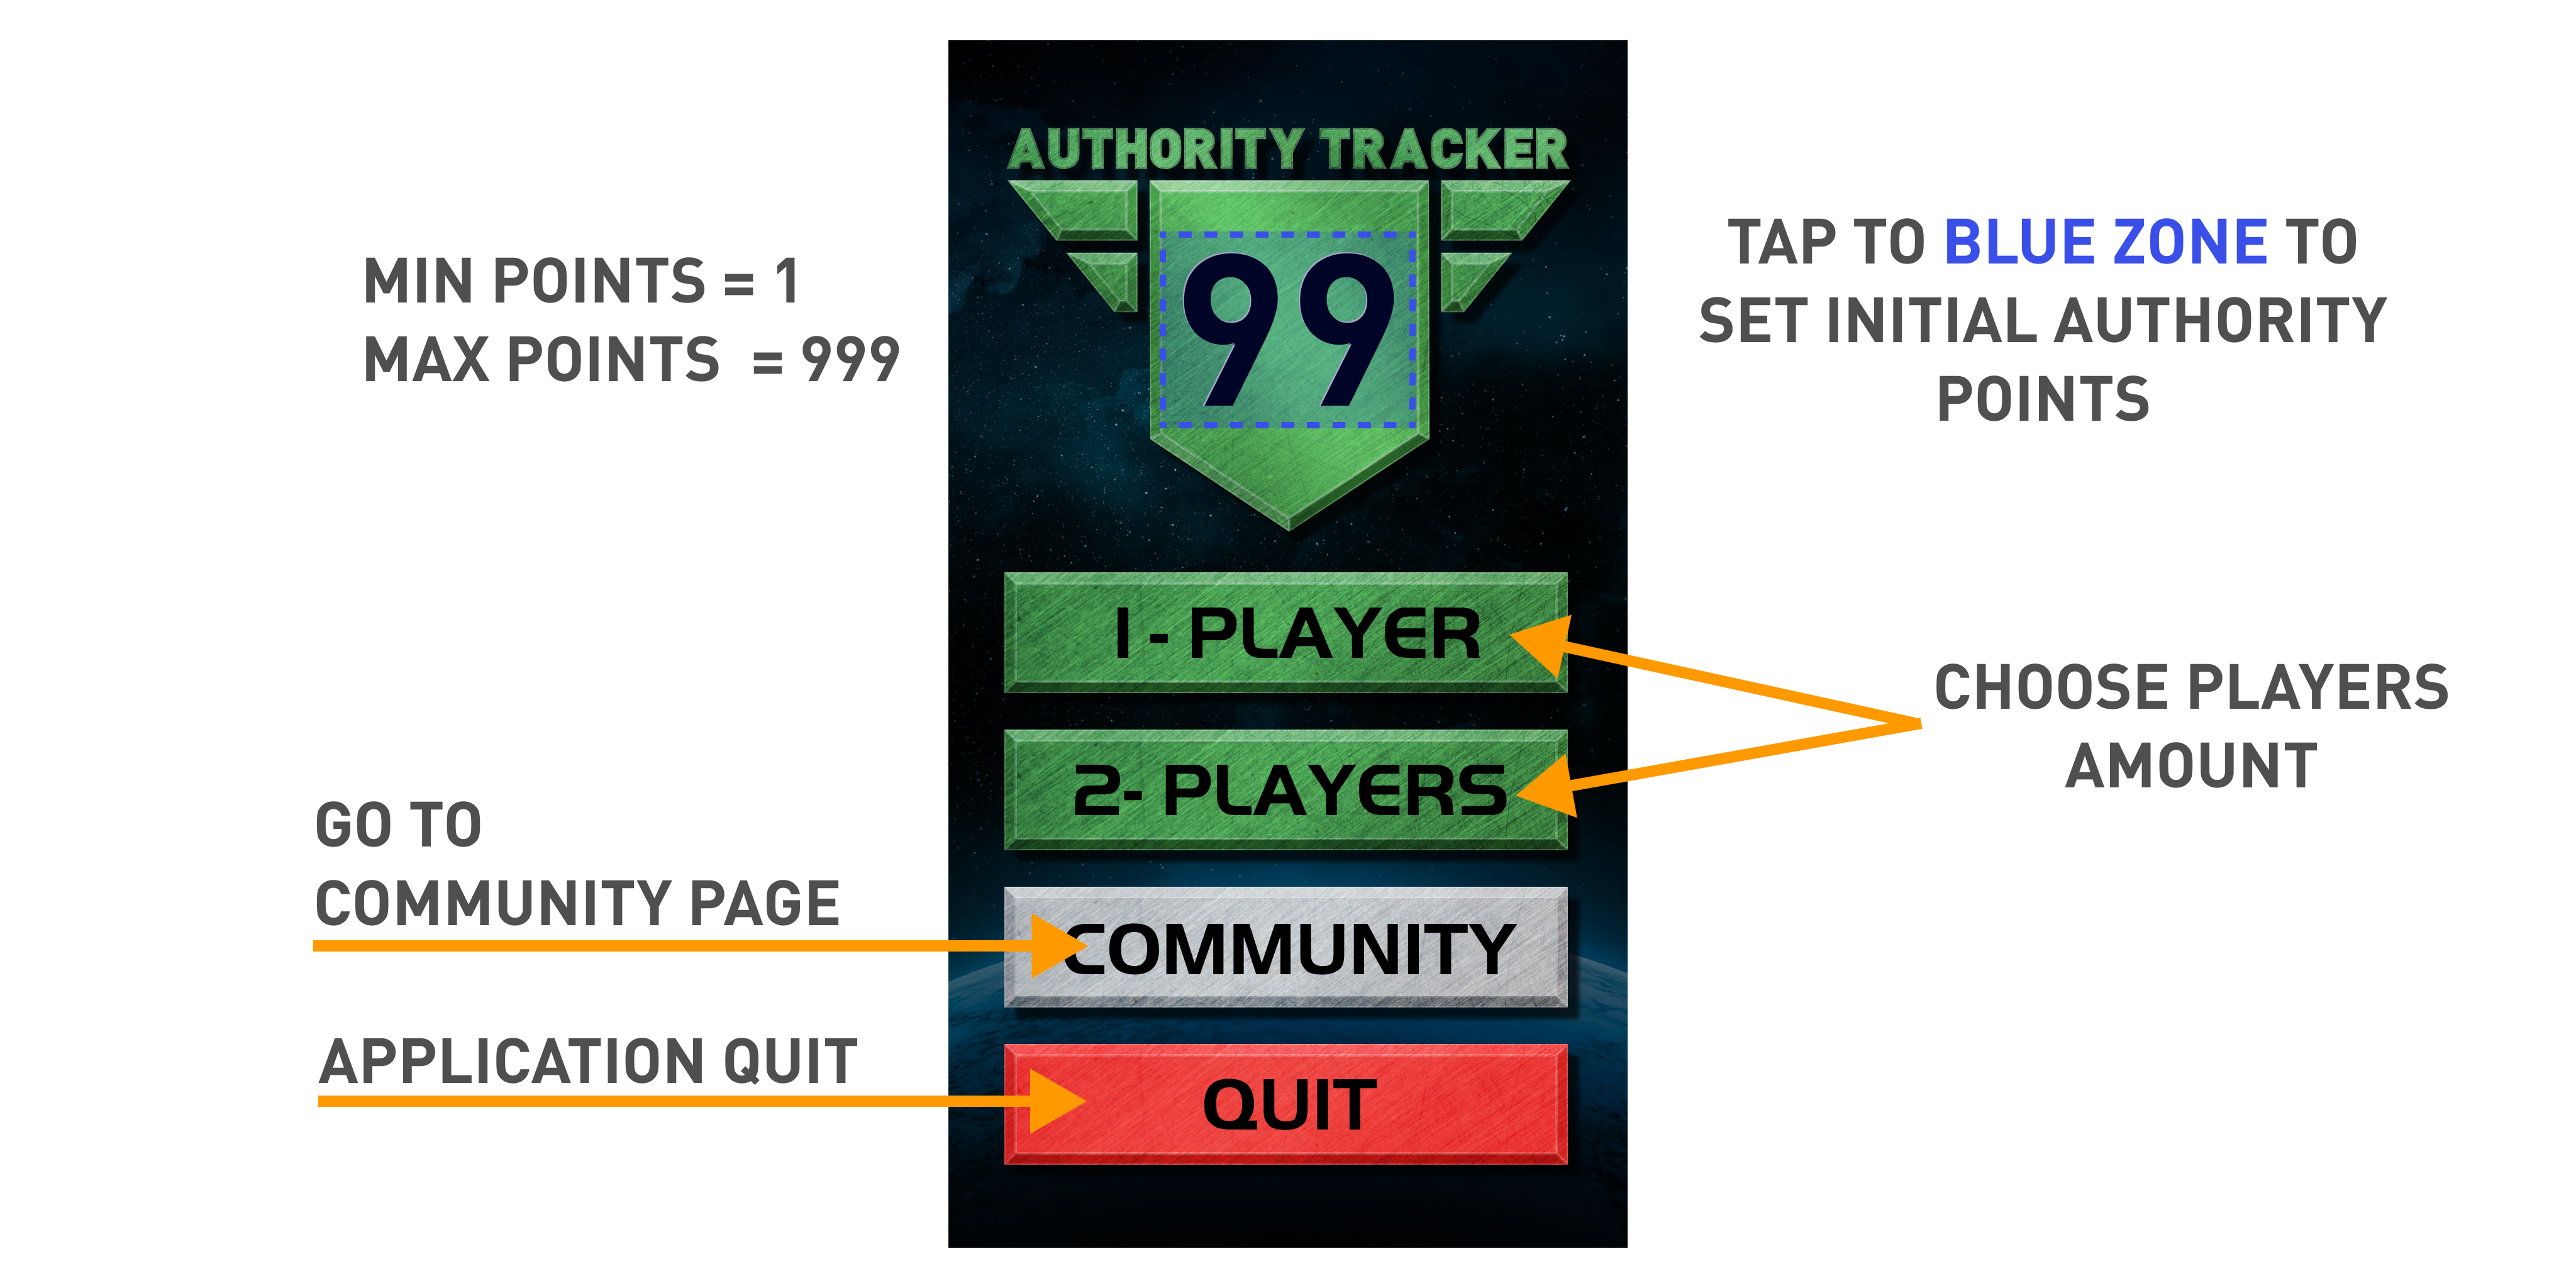 AUTHORITY TRACKER
99
MIN POINTS = 1
MAX POINTS = 999
TAP TO BLUE ZONE TO
SET INITIAL AUTHORITY
POINTS
1 - PLAYER
2- PLAYERS
CHOOSE PLAYERS
AMOUNT
GO TO
COMMUNITY PAGE
COMMUNITY
APPLICATION QUIT
QUIT